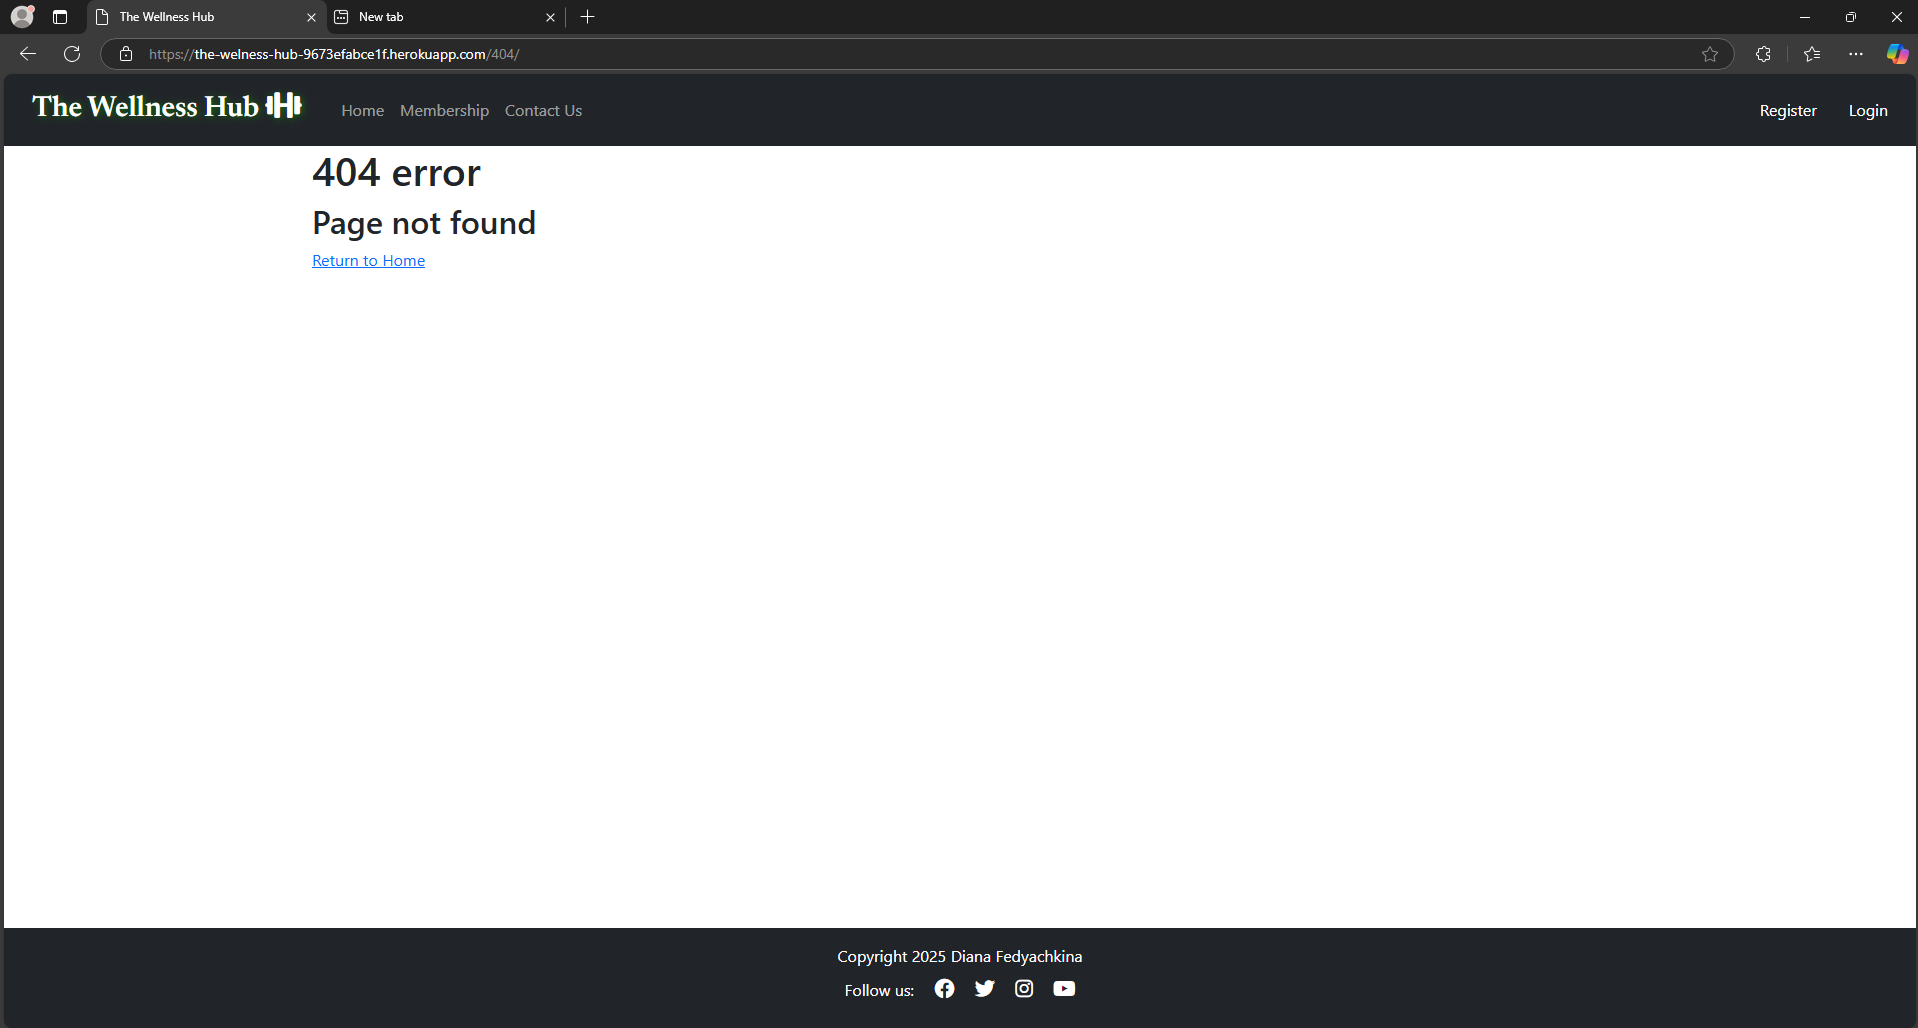 The Wellness Hub
New tab
https://the-welness-hub-9673efabce1f.herokuapp.com/404/
The Wellness Hub
Home Membership Contact Us
Register Login
404 error
Page not found
Return to Home
Copyright 2025 Diana Fedyachkina
Follow us: